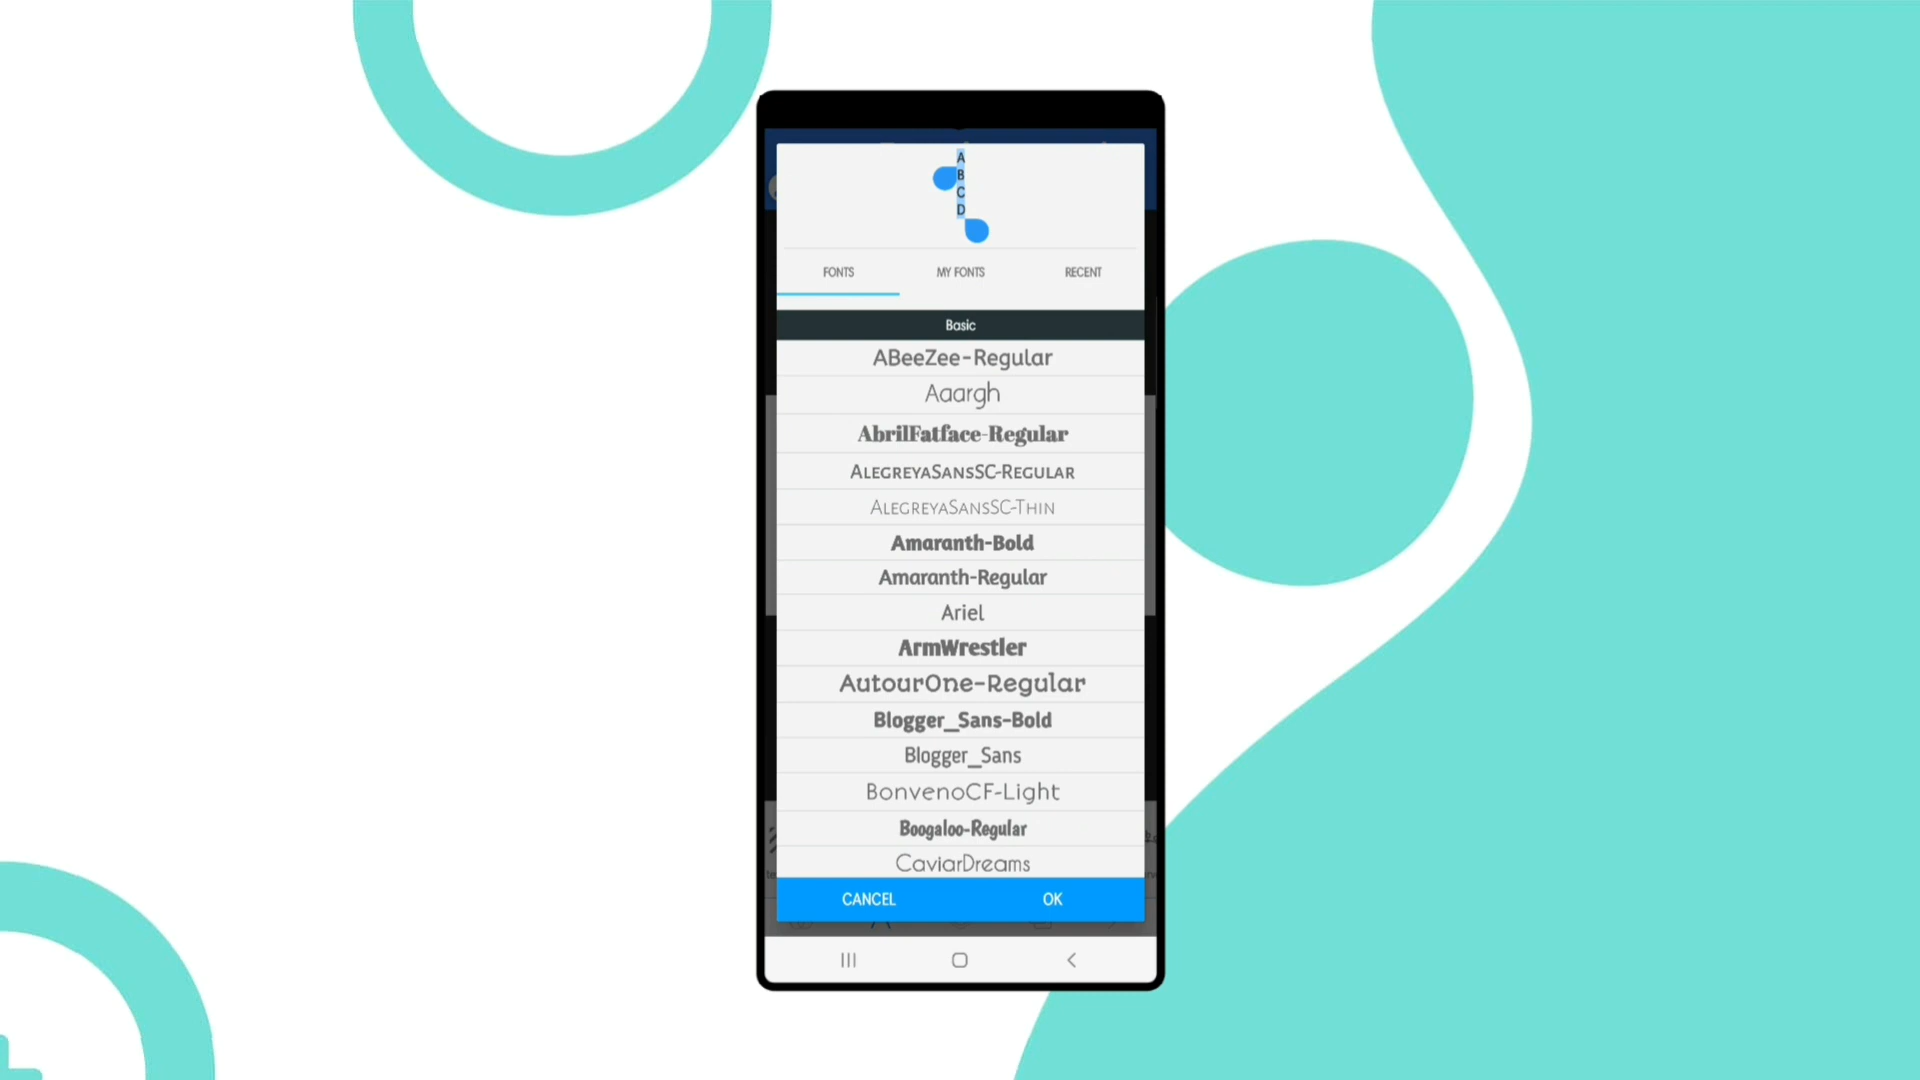 A
B
C
D
FONTS MY FONTS RECENT
Basic
ABeeZee-Regular
Aaargh
AbrilFatface-Regular
AlegreyaSansSC-Regular
AlegreyaSansSC-Thin
Amaranth-Bold
Amaranth-Regular
Ariel
ArmWrestler
AutourOne-Regular
Blogger_Sans-Bold
Blogger_Sans
BonvenoCF-Light
Boogaloo-Regular
CaviarDreams
CANCEL OK